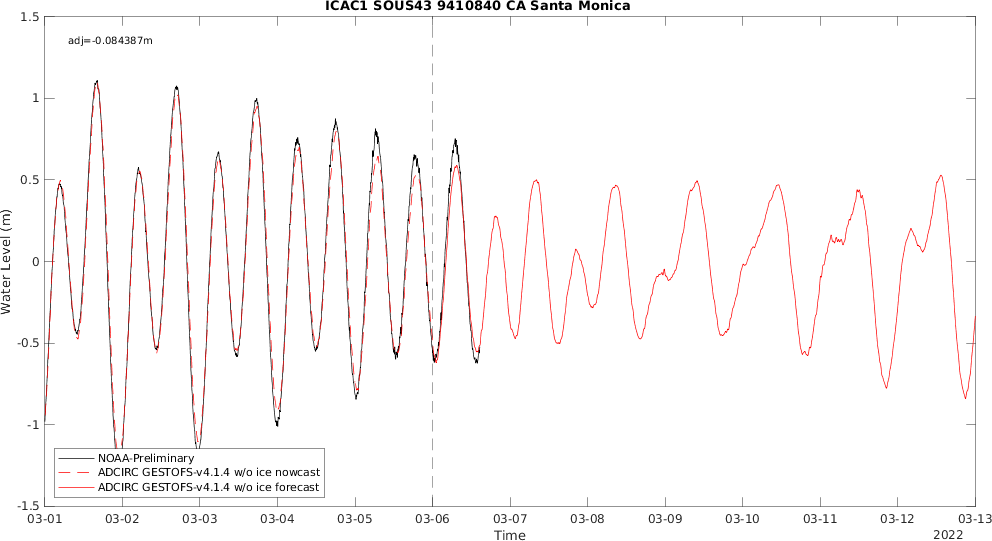 ICAC1 SOUS43 9410840 CA Santa Monica
adj=-0.084387m
1.5
1
0.5
0
-0.5
-1
-1.5
Water Level (m)
NOAA-Preliminary
ADCIRC GESTOFS-v4.1.4 w/o ice nowcast
ADCIRC GESTOFS-v4.1.4 w/o ice forecast
03-01 03-02 03-03 03-04 03-05 03-06 03-07 03-08 03-09 03-10 03-11 03-12 03-13
Time
2022